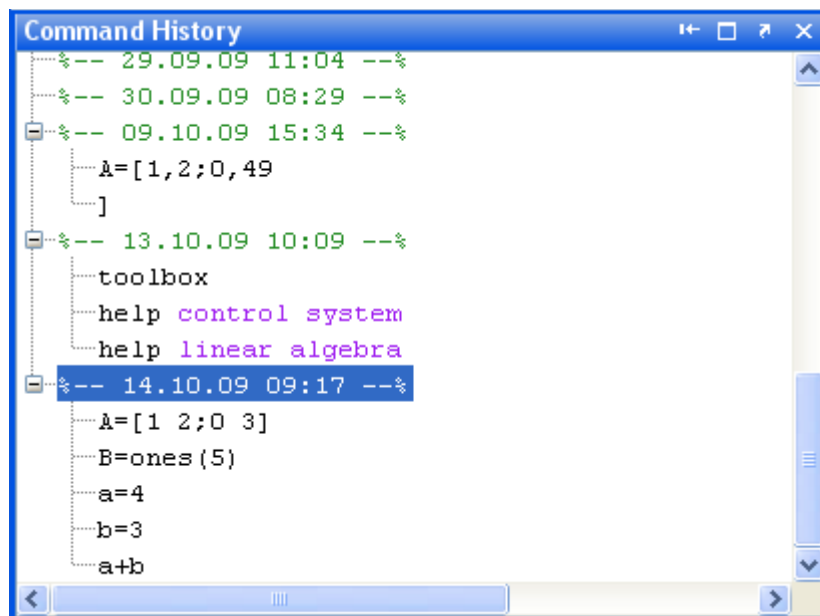 Command History
%-- 29.09.09 11:04 --%
%-- 30.09.09 08:29 --%
%-- 09.10.09 15:34 --%
A=[1,2;0,49
]
%-- 13.10.09 10:09 --%
toolbox
help control system
help linear algebra
%-- 14.10.09 09:17 --%
A=[1 2;0 3]
B=ones(5)
a=4
b=3
a+b